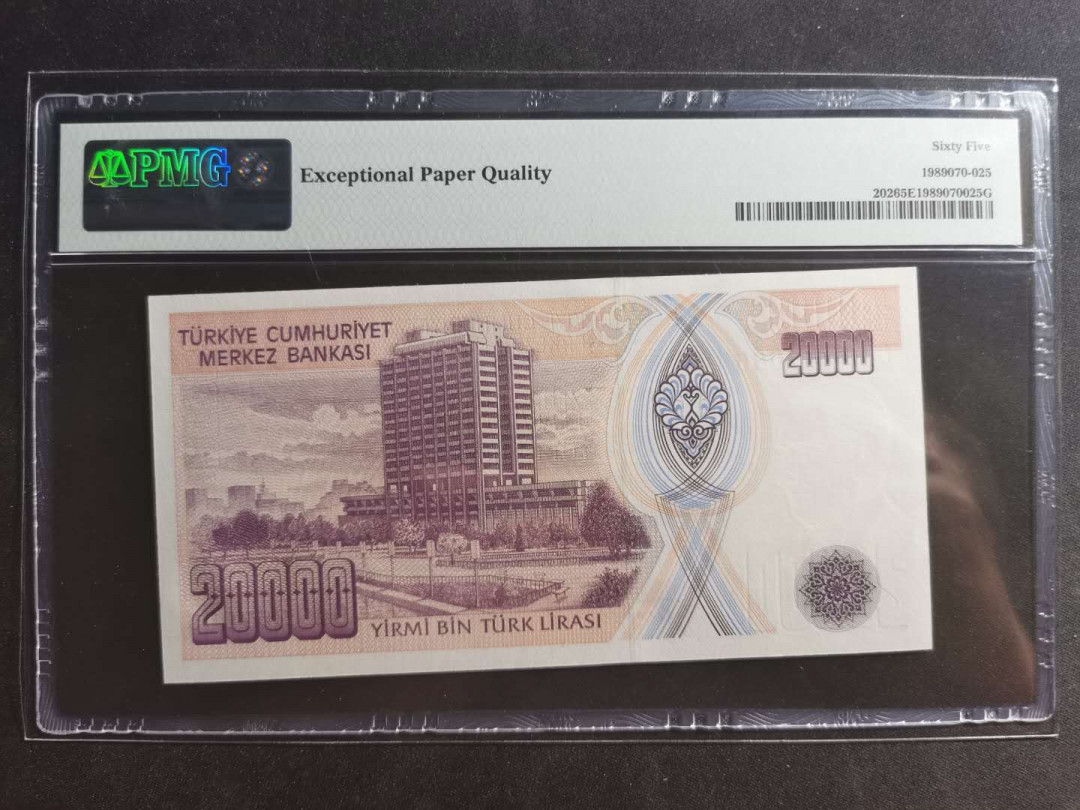 PMG
Exceptional Paper Quality
Sixty Five
1989070-025
20265E1989070025G
TÜRKİYE CUMHURİYET
MERKEZ BANKASI
20000
20000
YİRMİ BİN TÜRK LİRASI